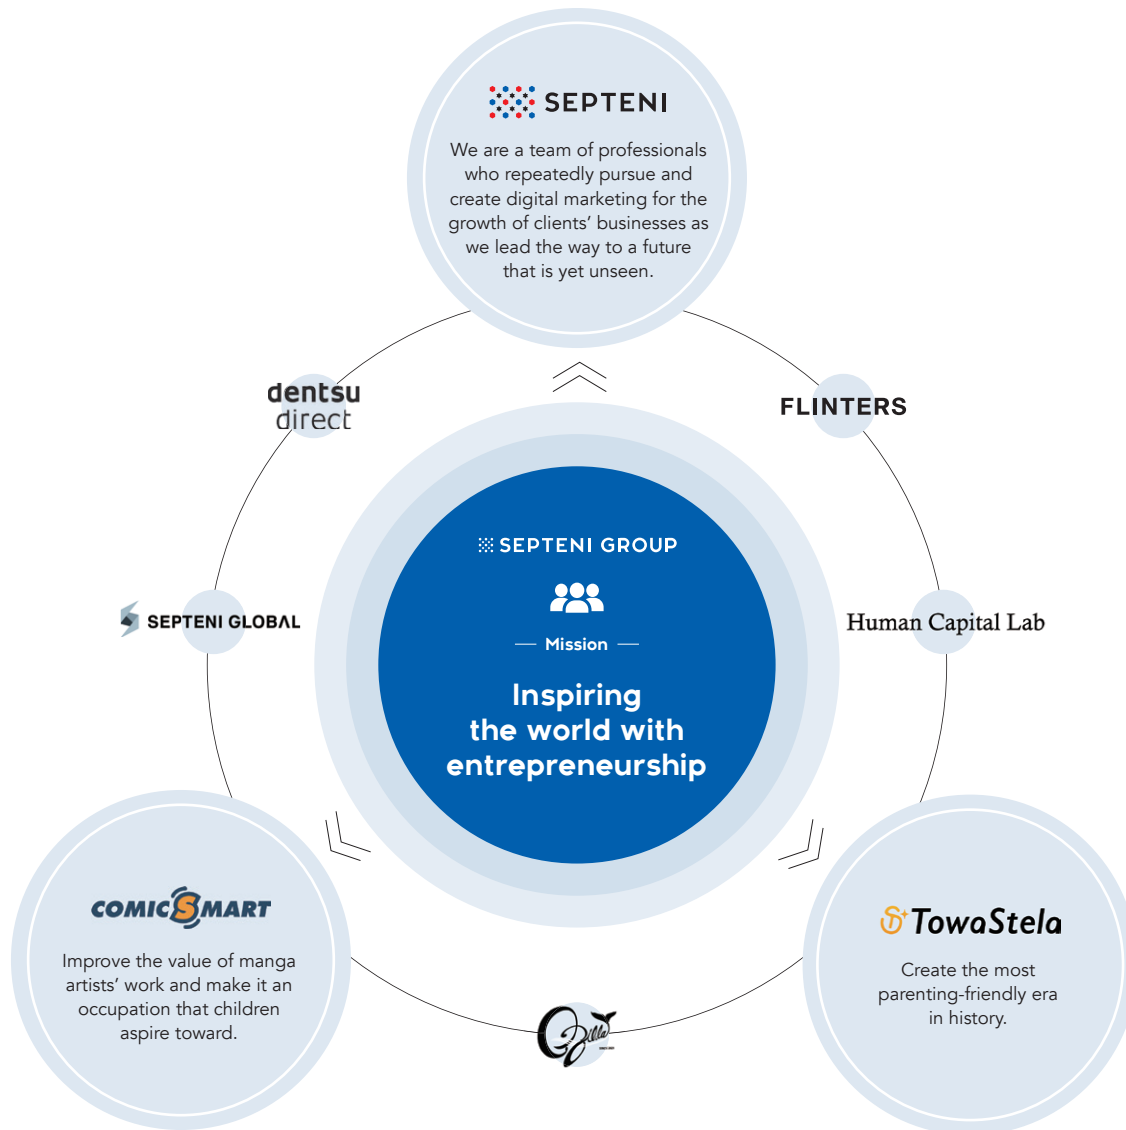 SEPTENI
We are a team of professionals
who repeatedly pursue and
create digital marketing for the
growth of clients’ businesses as
we lead the way to a future
that is yet unseen.
dentsu
direct
FLINTERS
SEPTENI GROUP
Mission
Inspiring
the world with
entrepreneurship
SEPTENI GLOBAL
Human Capital Lab
COMICSMART
Improve the value of manga
artists’ work and make it an
occupation that children
aspire toward.
TowaStela
Create the most
parenting-friendly era
in history.